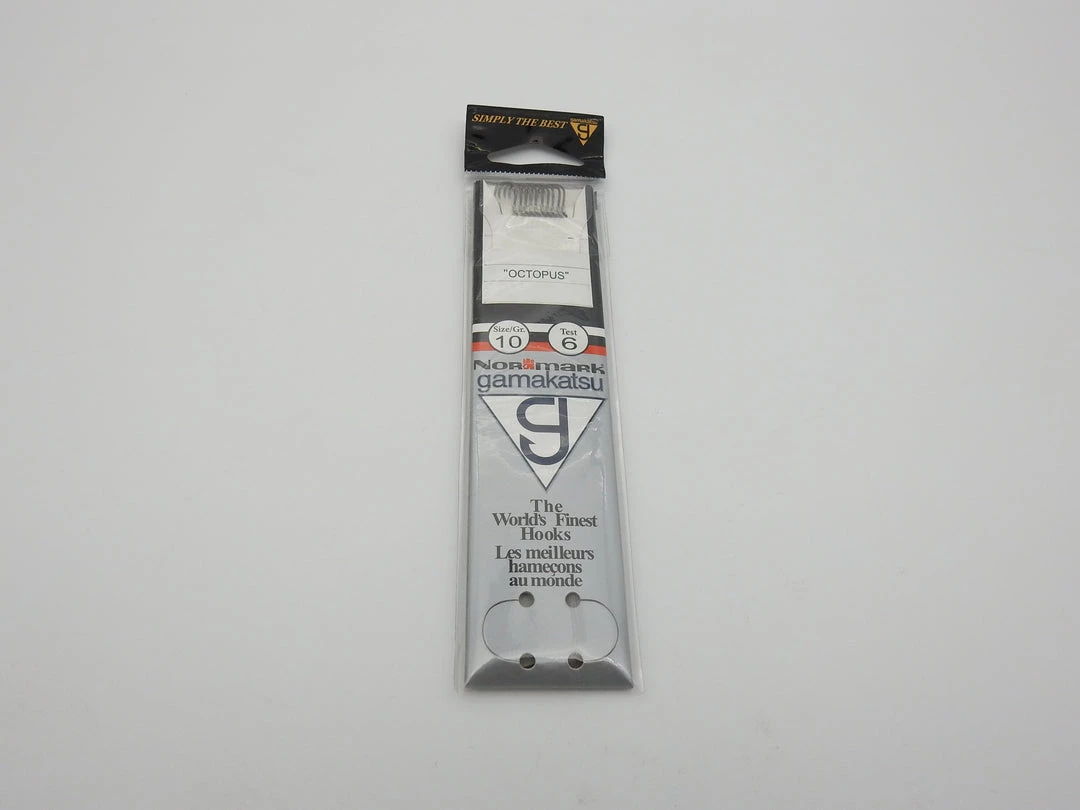 SIMPLY THE BEST
gamakatsu
"OCTOPUS"
Size/Gr. Test
10 6
NORMARK
gamakatsu
The
World's Finest
Hooks
Les meilleurs
hameçons
au monde